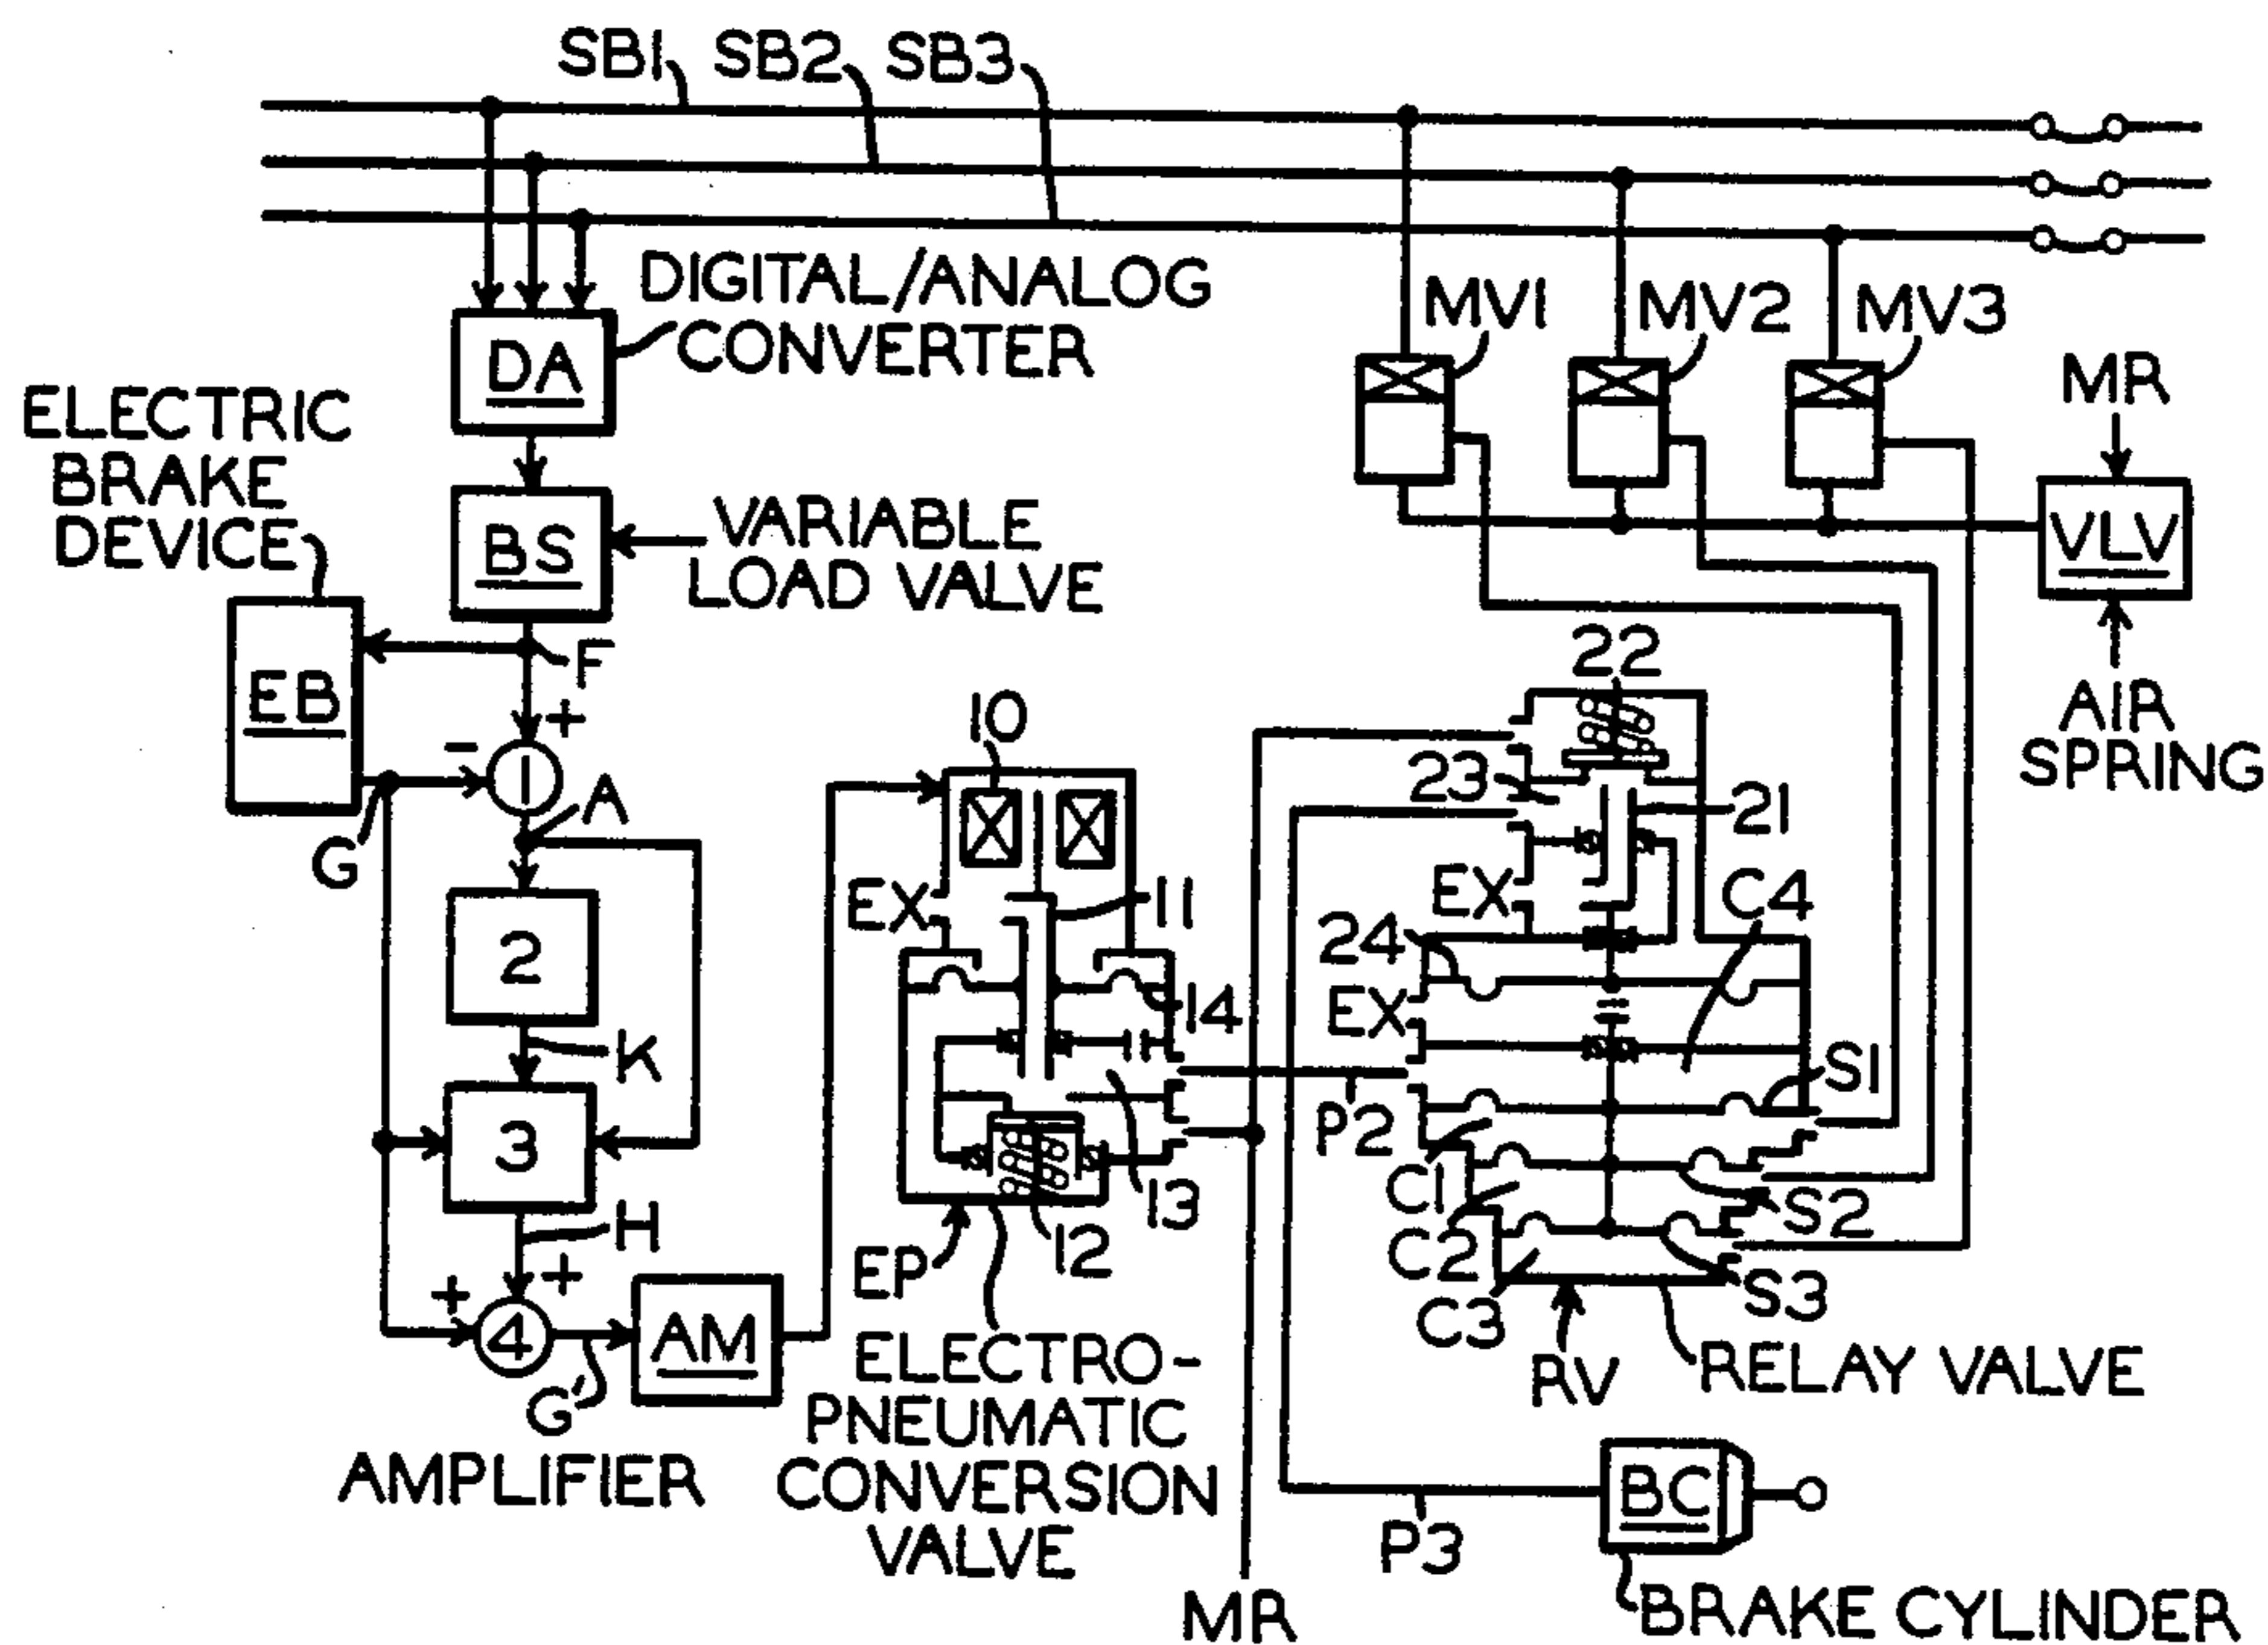 SB1 SB2 SB3
DIGITAL/ANALOG
CONVERTER
DA
MV1 MV2 MV3
MR
ELECTRIC
BRAKE
DEVICE
BS
VARIABLE
LOAD VALVE
VLV
AIR
SPRING
EB
F
+
-
1
A
G
10
22
23
21
EX
11
EX
C4
2
24
14
EX
K
S1
3
P2
13
C1
S2
H
12
C2
EP
S3
C3
+
+
4
AM
G'
ELECTRO-
PNEUMATIC
CONVERSION
VALVE
RV
RELAY VALVE
AMPLIFIER
BC
P3
MR
BRAKE CYLINDER